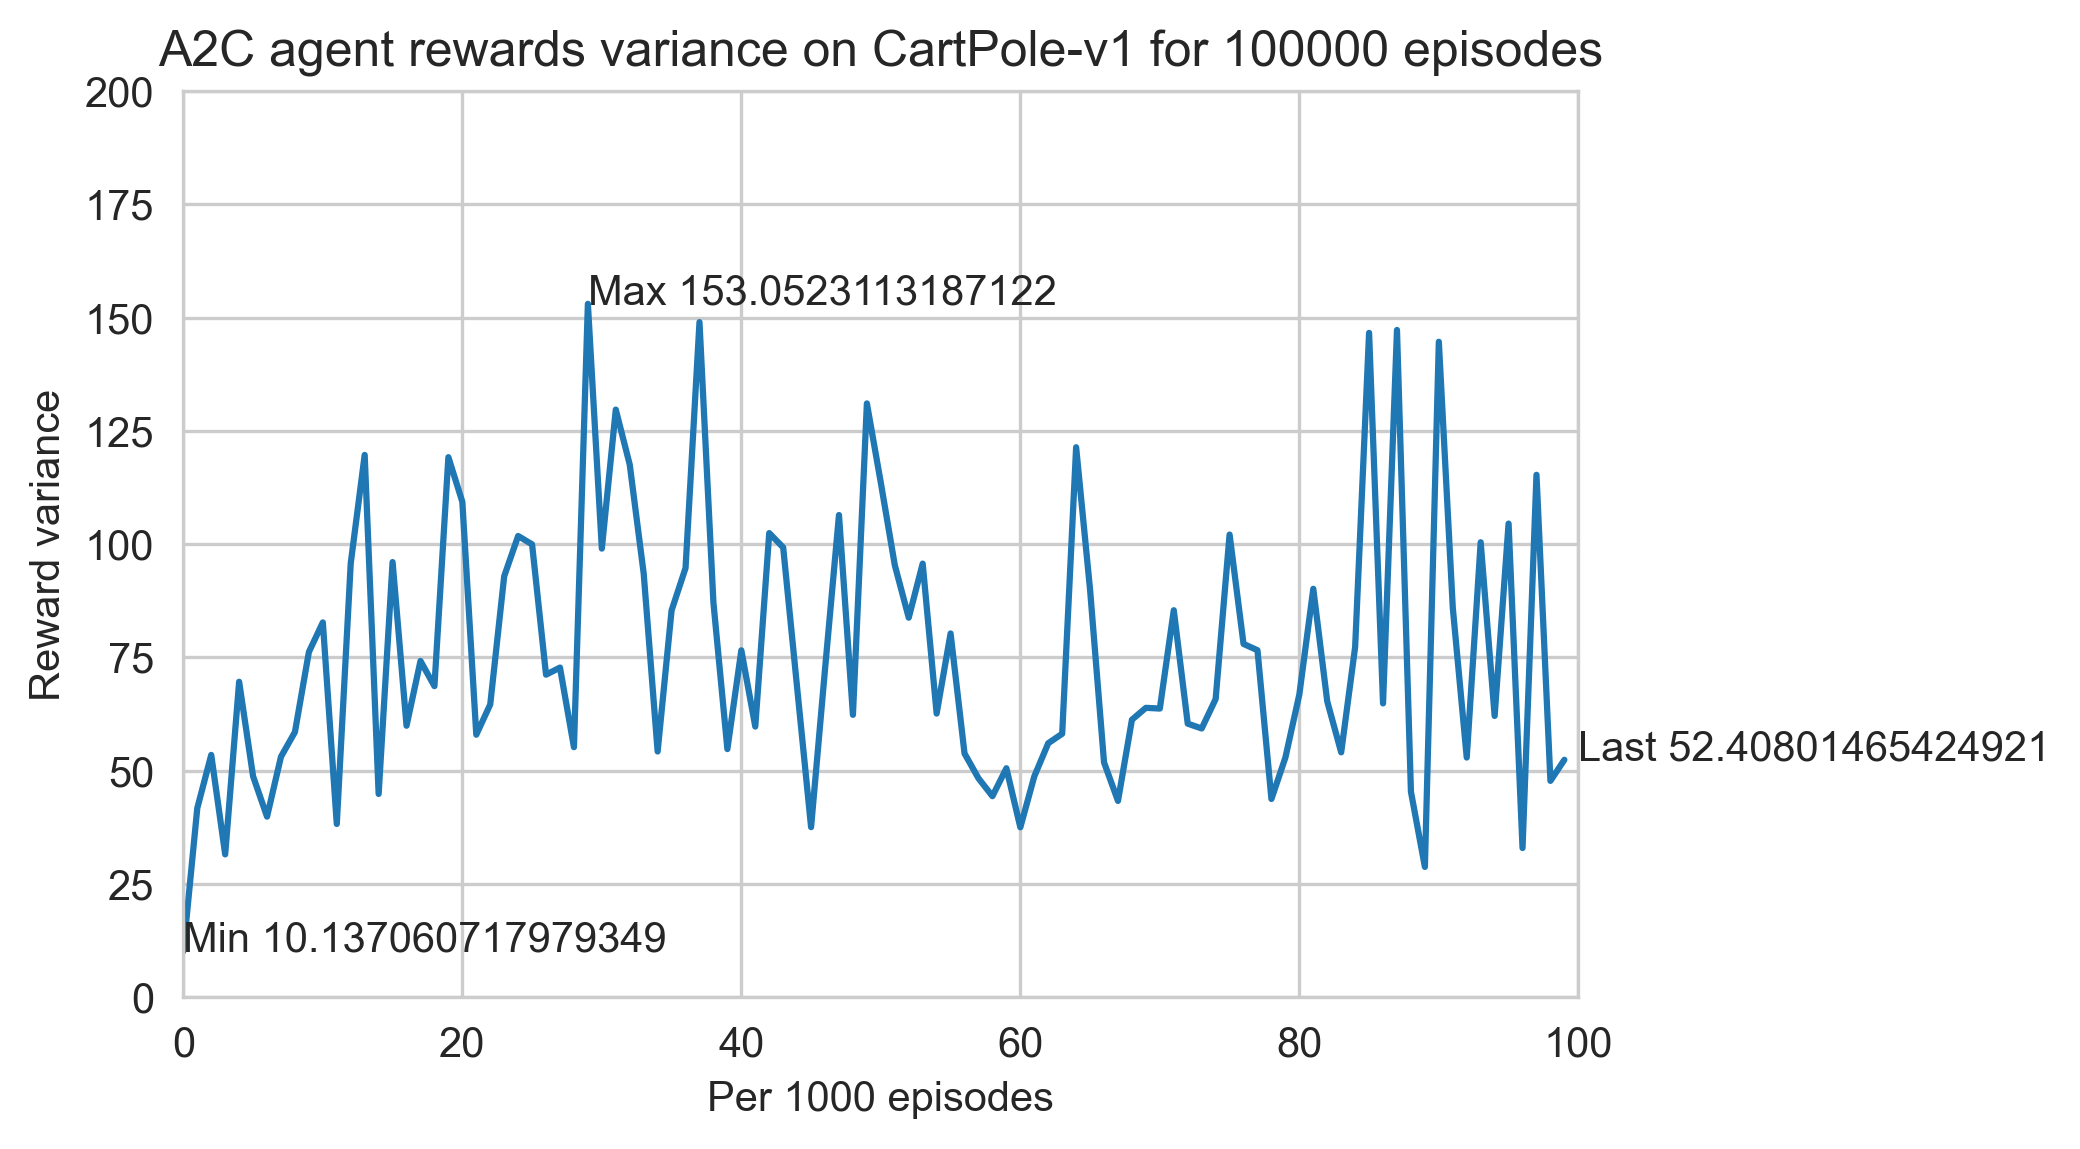 A2C agent rewards variance on CartPole-v1 for 100000 episodes
200
175
150
125
100
75
50
25
0
Reward variance
Max 153.0523113187122
Last 52.40801465424921
Min 10.137060717979349
0 20 40 60 80 100
Per 1000 episodes